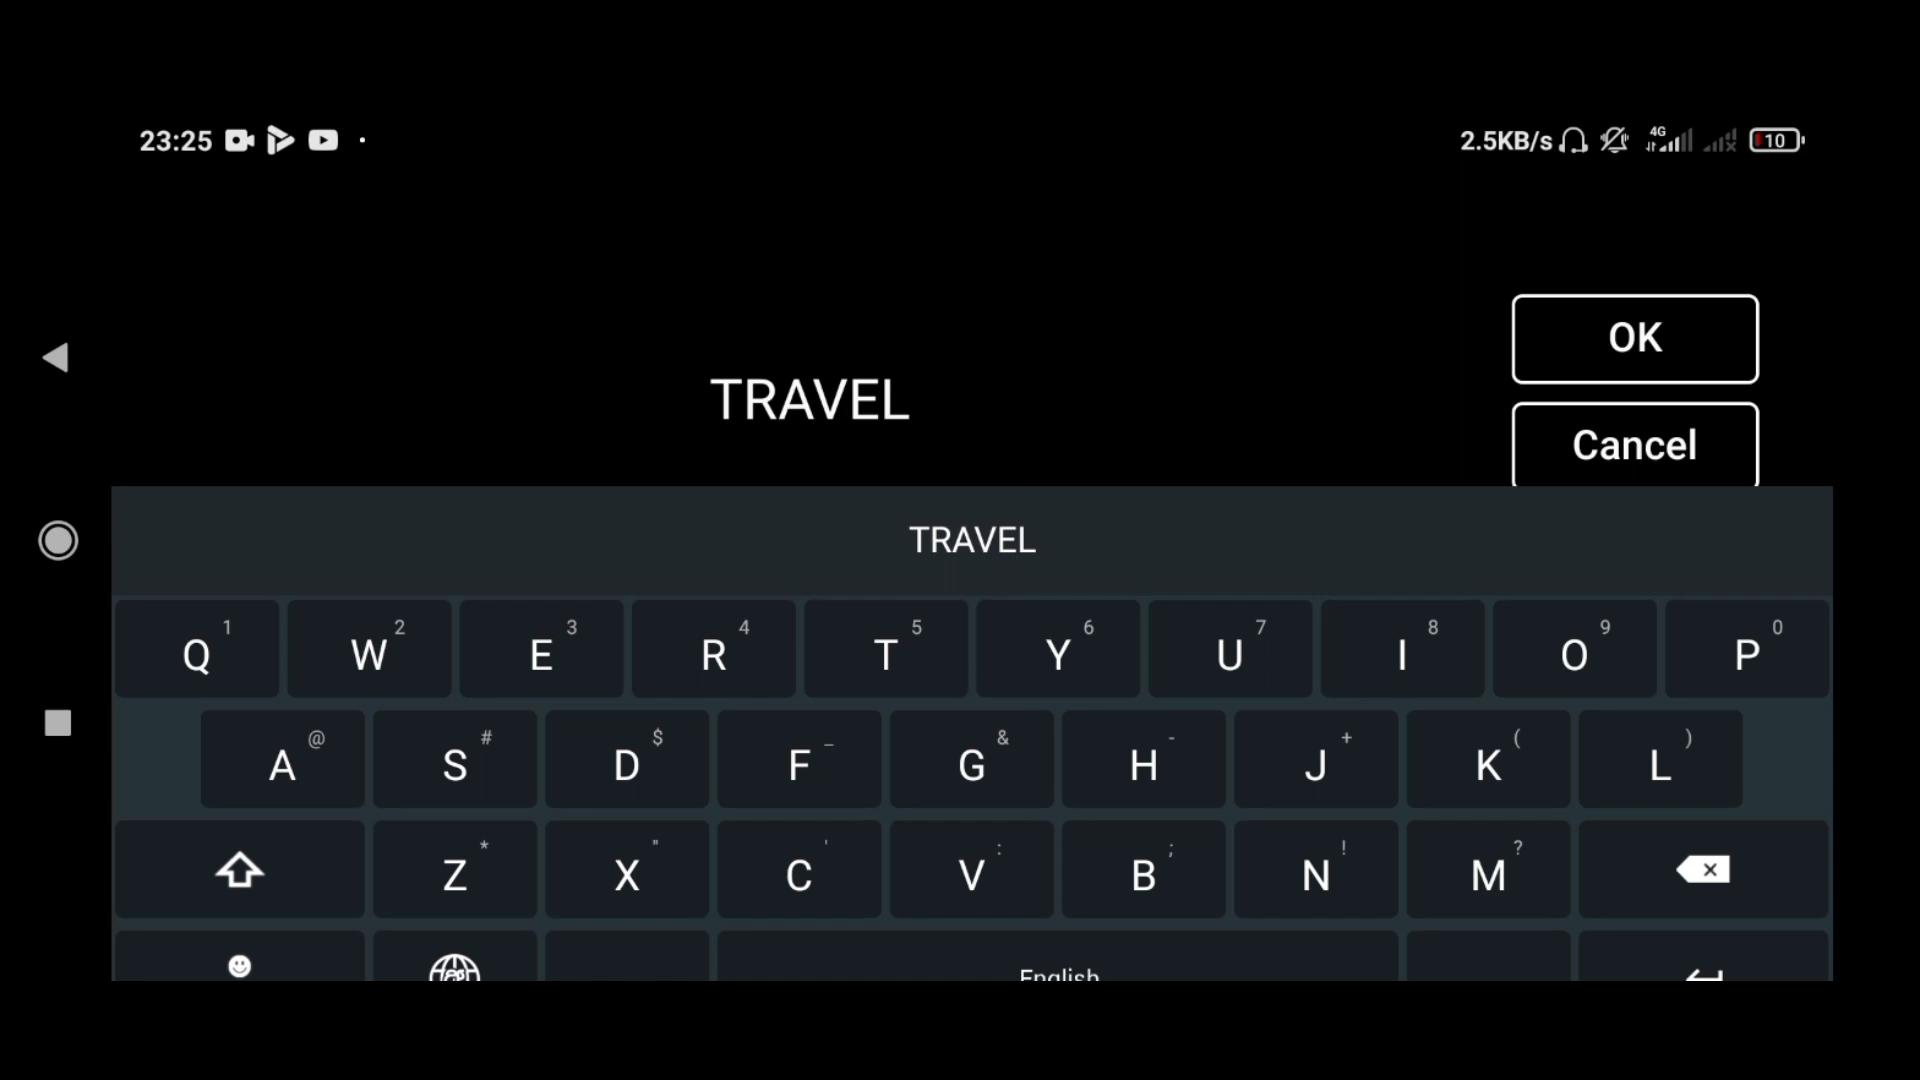 23:25 2.5KB/s 4G 10
OK
TRAVEL
Cancel
TRAVEL
Q 1 W 2 E 3 R 4 T 5 Y 6 U 7 I 8 O 9 P 0
A @ S # D $ F _ G & H - J + K ( L )
Z * X " C ' V : B ; N ! M ?
English